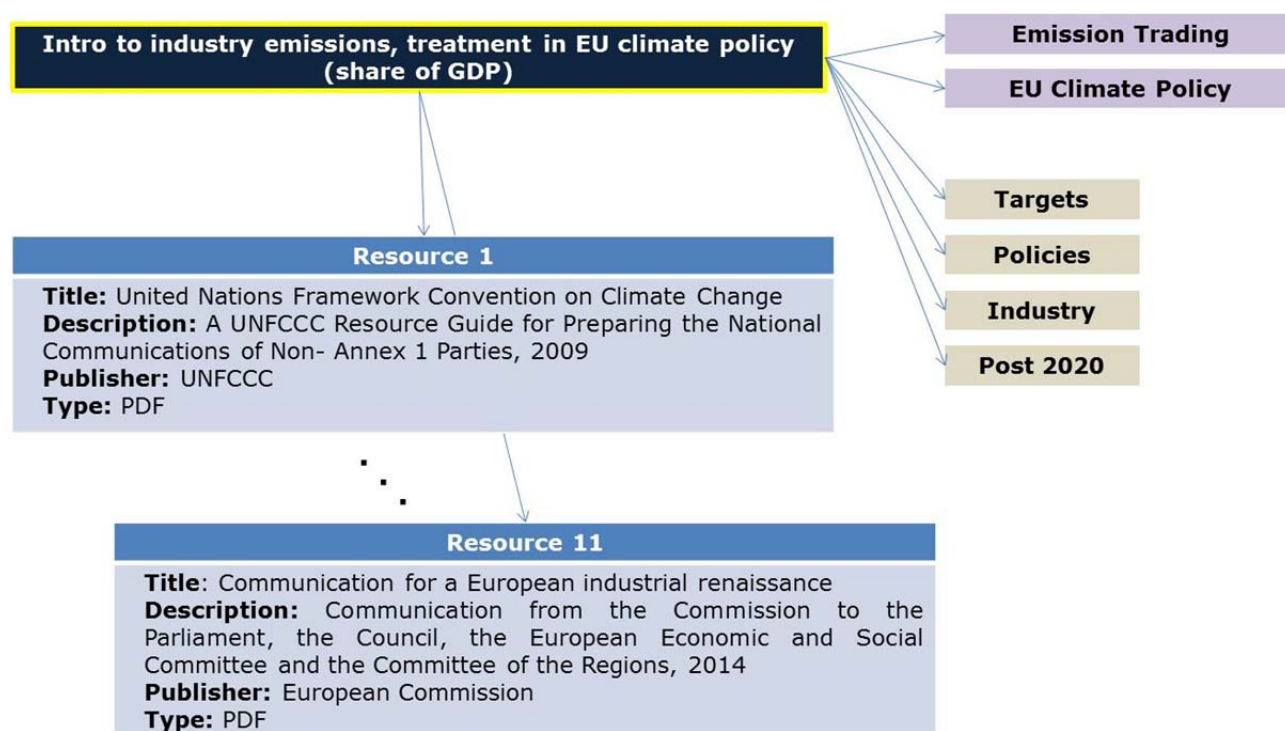 Intro to industry emissions, treatment in EU climate policy
(share of GDP)
Emission Trading
EU Climate Policy
Targets
Policies
Industry
Post 2020
Resource 1
Title: United Nations Framework Convention on Climate Change
Description: A UNFCCC Resource Guide for Preparing the National
Communications of Non- Annex 1 Parties, 2009
Publisher: UNFCCC
Type: PDF
Resource 11
Title: Communication for a European industrial renaissance
Description: Communication from the Commission to the
Parliament, the Council, the European Economic and Social
Committee and the Committee of the Regions, 2014
Publisher: European Commission
Type: PDF